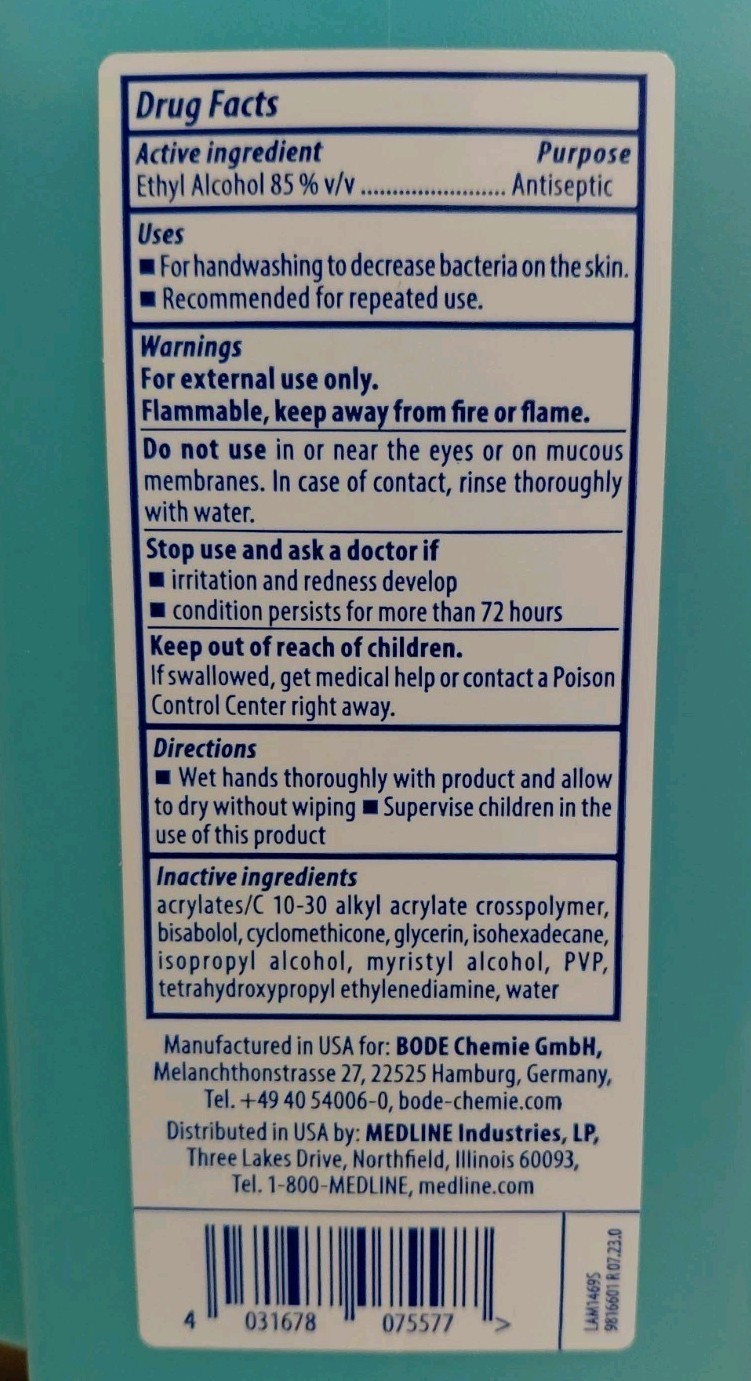 Drug Facts
Active ingredient Purpose
Ethyl Alcohol 85 % v/v ........................ Antiseptic
Uses
■ For handwashing to decrease bacteria on the skin.
■ Recommended for repeated use.
Warnings
For external use only.
Flammable, keep away from fire or flame.
Do not use in or near the eyes or on mucous
membranes. In case of contact, rinse thoroughly
with water.
Stop use and ask a doctor if
■ irritation and redness develop
■ condition persists for more than 72 hours
Keep out of reach of children.
If swallowed, get medical help or contact a Poison
Control Center right away.
Directions
■ Wet hands thoroughly with product and allow
to dry without wiping ■ Supervise children in the
use of this product
Inactive ingredients
acrylates/C 10-30 alkyl acrylate crosspolymer,
bisabolol, cyclomethicone, glycerin, isohexadecane,
isopropyl alcohol, myristyl alcohol, PVP,
tetrahydroxypropyl ethylenediamine, water
Manufactured in USA for: BODE Chemie GmbH,
Melanchthonstrasse 27, 22525 Hamburg, Germany,
Tel. +49 40 54006-0, bode-chemie.com
Distributed in USA by: MEDLINE Industries, LP,
Three Lakes Drive, Northfield, Illinois 60093,
Tel. 1-800-MEDLINE, medline.com
4 031678 075577 >
LAM1469S
9816601 R 07.23.0